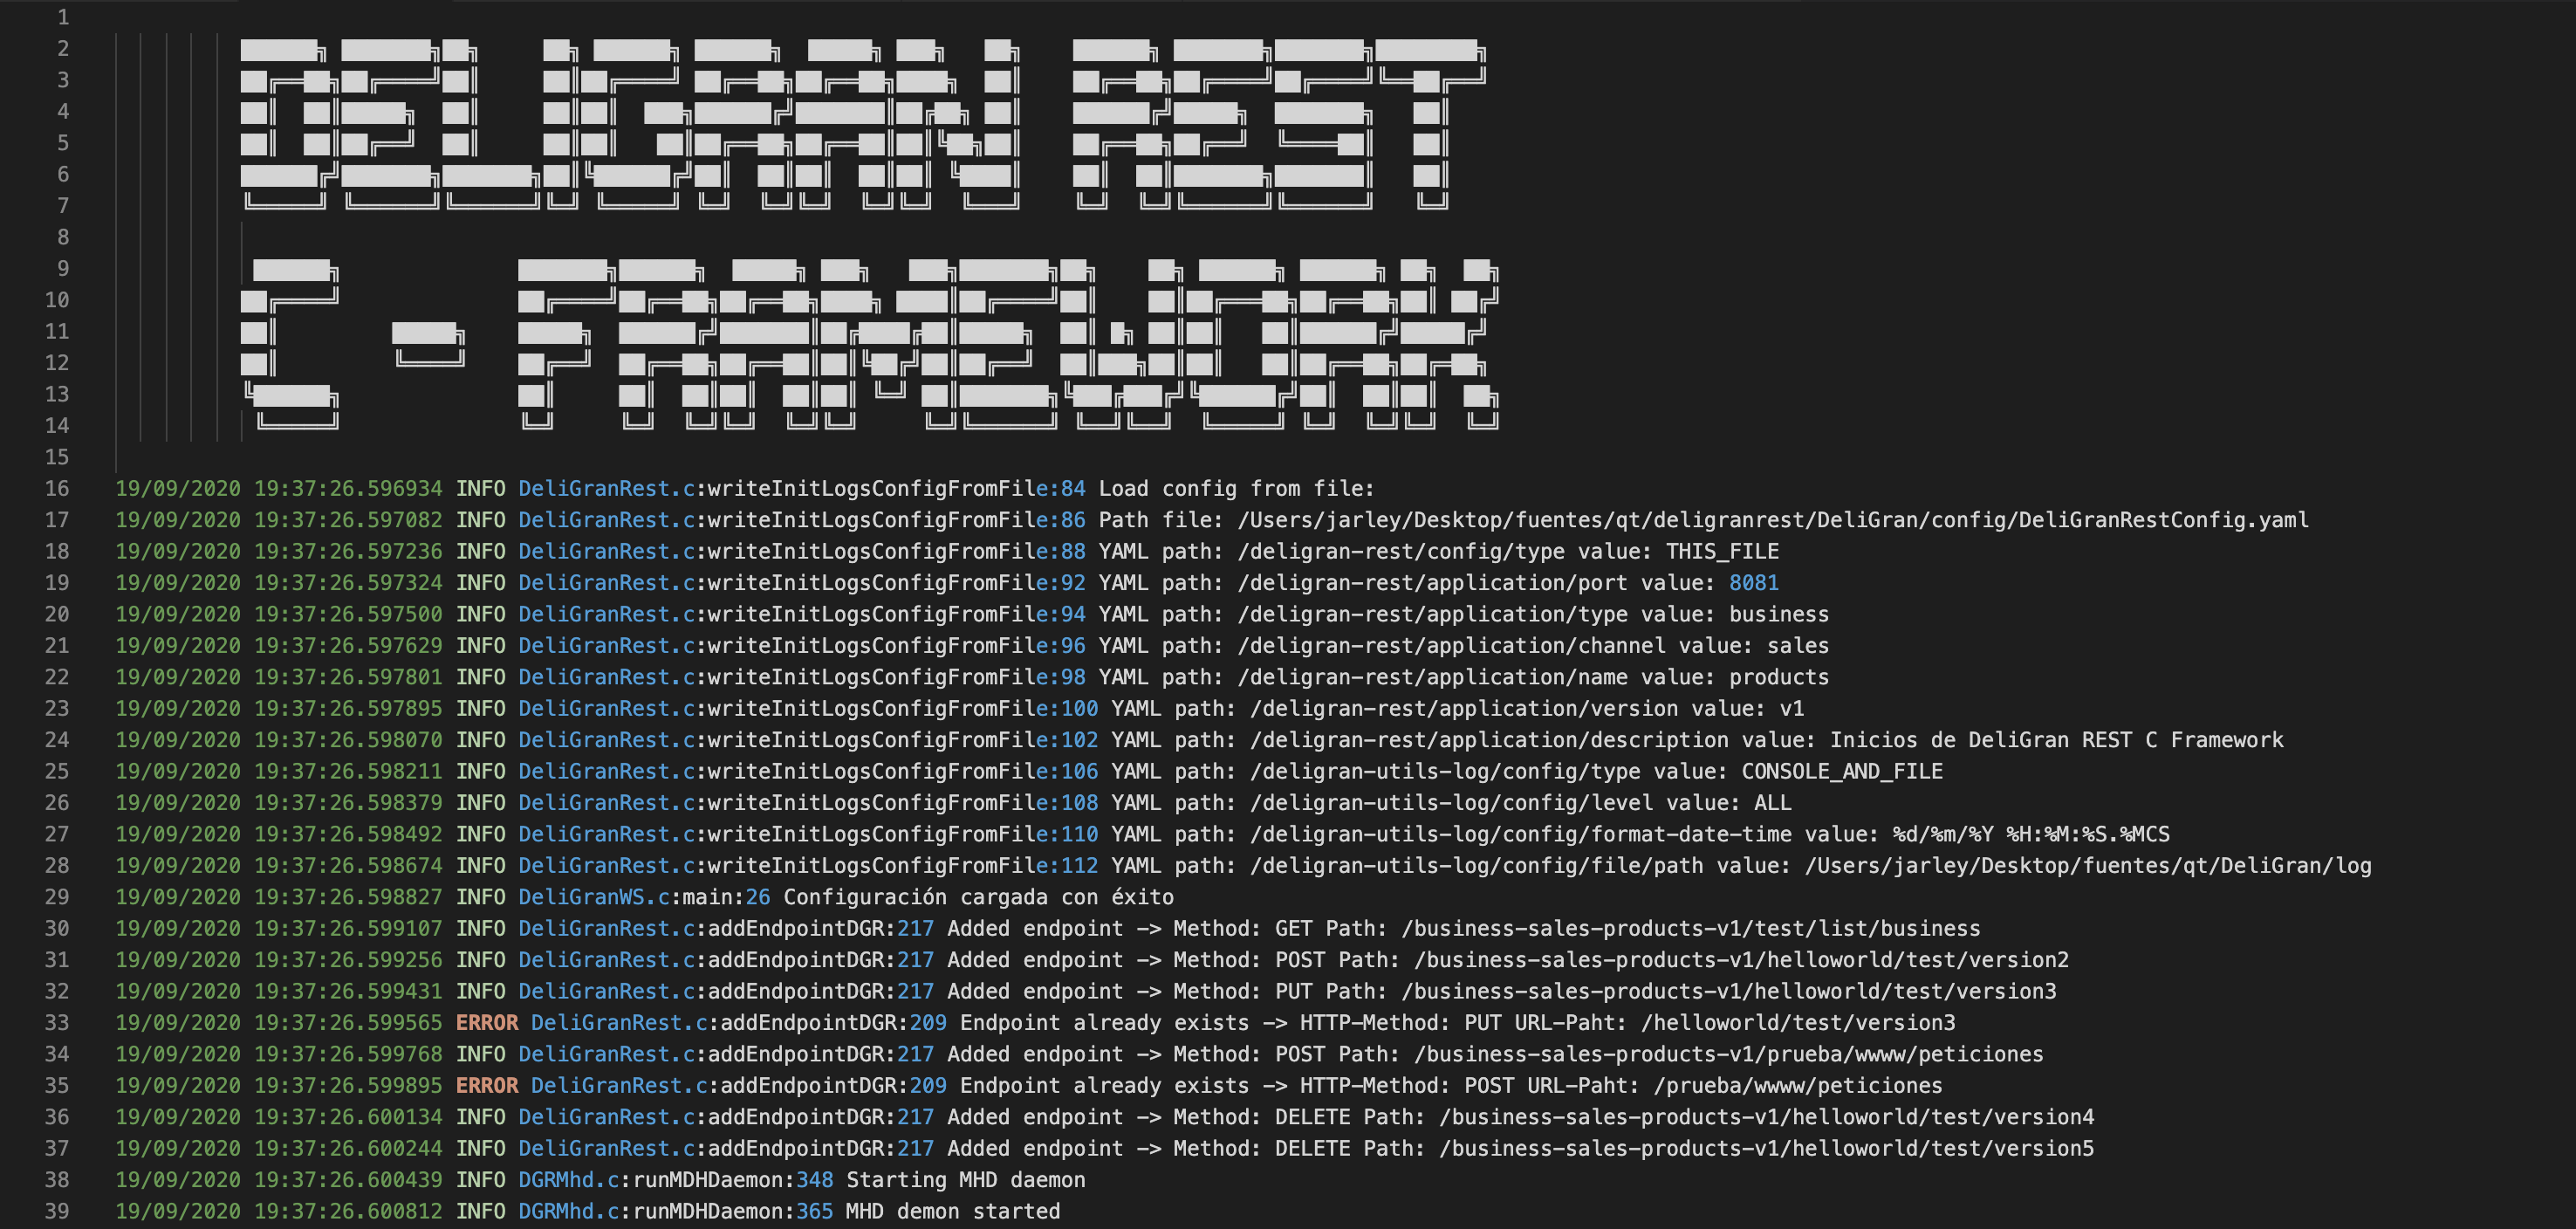 1
2
3
4
5
6
7
8
9
10
11
12
13
14
15
DELIGRAN REST
C - FRAMEWORK
16 19/09/2020 19:37:26.596934 INFO DeliGranRest.c:writeInitLogsConfigFromFile:84 Load config from file:
17 19/09/2020 19:37:26.597082 INFO DeliGranRest.c:writeInitLogsConfigFromFile:86 Path file: /Users/jarley/Desktop/fuentes/qt/deligranrest/DeliGran/config/DeliGranRestConfig.yaml
18 19/09/2020 19:37:26.597236 INFO DeliGranRest.c:writeInitLogsConfigFromFile:88 YAML path: /deligran-rest/config/type value: THIS_FILE
19 19/09/2020 19:37:26.597324 INFO DeliGranRest.c:writeInitLogsConfigFromFile:92 YAML path: /deligran-rest/application/port value: 8081
20 19/09/2020 19:37:26.597500 INFO DeliGranRest.c:writeInitLogsConfigFromFile:94 YAML path: /deligran-rest/application/type value: business
21 19/09/2020 19:37:26.597629 INFO DeliGranRest.c:writeInitLogsConfigFromFile:96 YAML path: /deligran-rest/application/channel value: sales
22 19/09/2020 19:37:26.597801 INFO DeliGranRest.c:writeInitLogsConfigFromFile:98 YAML path: /deligran-rest/application/name value: products
23 19/09/2020 19:37:26.597895 INFO DeliGranRest.c:writeInitLogsConfigFromFile:100 YAML path: /deligran-rest/application/version value: v1
24 19/09/2020 19:37:26.598070 INFO DeliGranRest.c:writeInitLogsConfigFromFile:102 YAML path: /deligran-rest/application/description value: Inicios de DeliGran REST C Framework
25 19/09/2020 19:37:26.598211 INFO DeliGranRest.c:writeInitLogsConfigFromFile:106 YAML path: /deligran-utils-log/config/type value: CONSOLE_AND_FILE
26 19/09/2020 19:37:26.598379 INFO DeliGranRest.c:writeInitLogsConfigFromFile:108 YAML path: /deligran-utils-log/config/level value: ALL
27 19/09/2020 19:37:26.598492 INFO DeliGranRest.c:writeInitLogsConfigFromFile:110 YAML path: /deligran-utils-log/config/format-date-time value: %d/%m/%Y %H:%M:%S.%MCS
28 19/09/2020 19:37:26.598674 INFO DeliGranRest.c:writeInitLogsConfigFromFile:112 YAML path: /deligran-utils-log/config/file/path value: /Users/jarley/Desktop/fuentes/qt/DeliGran/log
29 19/09/2020 19:37:26.598827 INFO DeliGranWS.c:main:26 Configuración cargada con éxito
30 19/09/2020 19:37:26.599107 INFO DeliGranRest.c:addEndpointDGR:217 Added endpoint -> Method: GET Path: /business-sales-products-v1/test/list/business
31 19/09/2020 19:37:26.599256 INFO DeliGranRest.c:addEndpointDGR:217 Added endpoint -> Method: POST Path: /business-sales-products-v1/helloworld/test/version2
32 19/09/2020 19:37:26.599431 INFO DeliGranRest.c:addEndpointDGR:217 Added endpoint -> Method: PUT Path: /business-sales-products-v1/helloworld/test/version3
33 19/09/2020 19:37:26.599565 ERROR DeliGranRest.c:addEndpointDGR:209 Endpoint already exists -> HTTP-Method: PUT URL-Paht: /helloworld/test/version3
34 19/09/2020 19:37:26.599768 INFO DeliGranRest.c:addEndpointDGR:217 Added endpoint -> Method: POST Path: /business-sales-products-v1/prueba/wwww/peticiones
35 19/09/2020 19:37:26.599895 ERROR DeliGranRest.c:addEndpointDGR:209 Endpoint already exists -> HTTP-Method: POST URL-Paht: /prueba/wwww/peticiones
36 19/09/2020 19:37:26.600134 INFO DeliGranRest.c:addEndpointDGR:217 Added endpoint -> Method: DELETE Path: /business-sales-products-v1/helloworld/test/version4
37 19/09/2020 19:37:26.600244 INFO DeliGranRest.c:addEndpointDGR:217 Added endpoint -> Method: DELETE Path: /business-sales-products-v1/helloworld/test/version5
38 19/09/2020 19:37:26.600439 INFO DGRMhd.c:runMDHDaemon:348 Starting MHD daemon
39 19/09/2020 19:37:26.600812 INFO DGRMhd.c:runMDHDaemon:365 MHD demon started